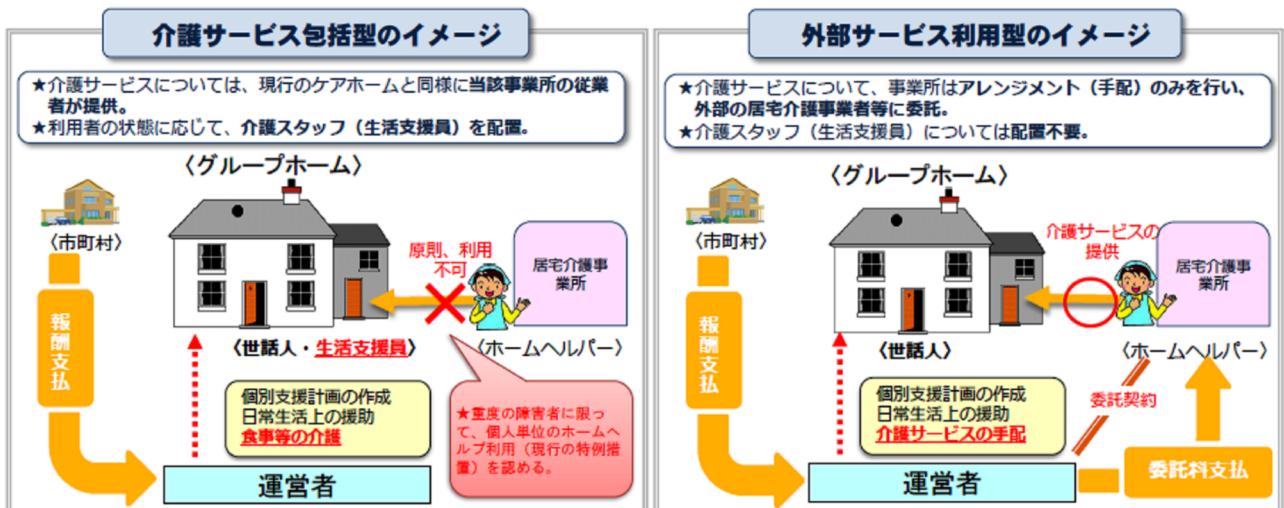 介護サービス包括型のイメージ
★介護サービスについては、現行のケアホームと同様に当該事業所の従業
者が提供。
★利用者の状態に応じて、介護スタッフ（生活支援員）を配置。
〈グループホーム〉
〈市町村〉
原則、利用
不可
居宅介護事
業所
報酬支払
〈世話人・生活支援員〉
〈ホームヘルパー〉
個別支援計画の作成
日常生活上の援助
食事等の介護
★重度の障害者に限っ
て、個人単位のホームヘ
ルプ利用（現行の特例措
置）を認める。
運営者
外部サービス利用型のイメージ
★介護サービスについて、事業所はアレンジメント（手配）のみを行い、
外部の居宅介護事業者等に委託。
★介護スタッフ（生活支援員）については配置不要。
〈グループホーム〉
〈市町村〉
介護サービスの
提供
居宅介護事
業所
報酬支払
〈世話人〉
〈ホームヘルパー〉
個別支援計画の作成
日常生活上の援助
介護サービスの手配
委託契約
委託料支払
運営者